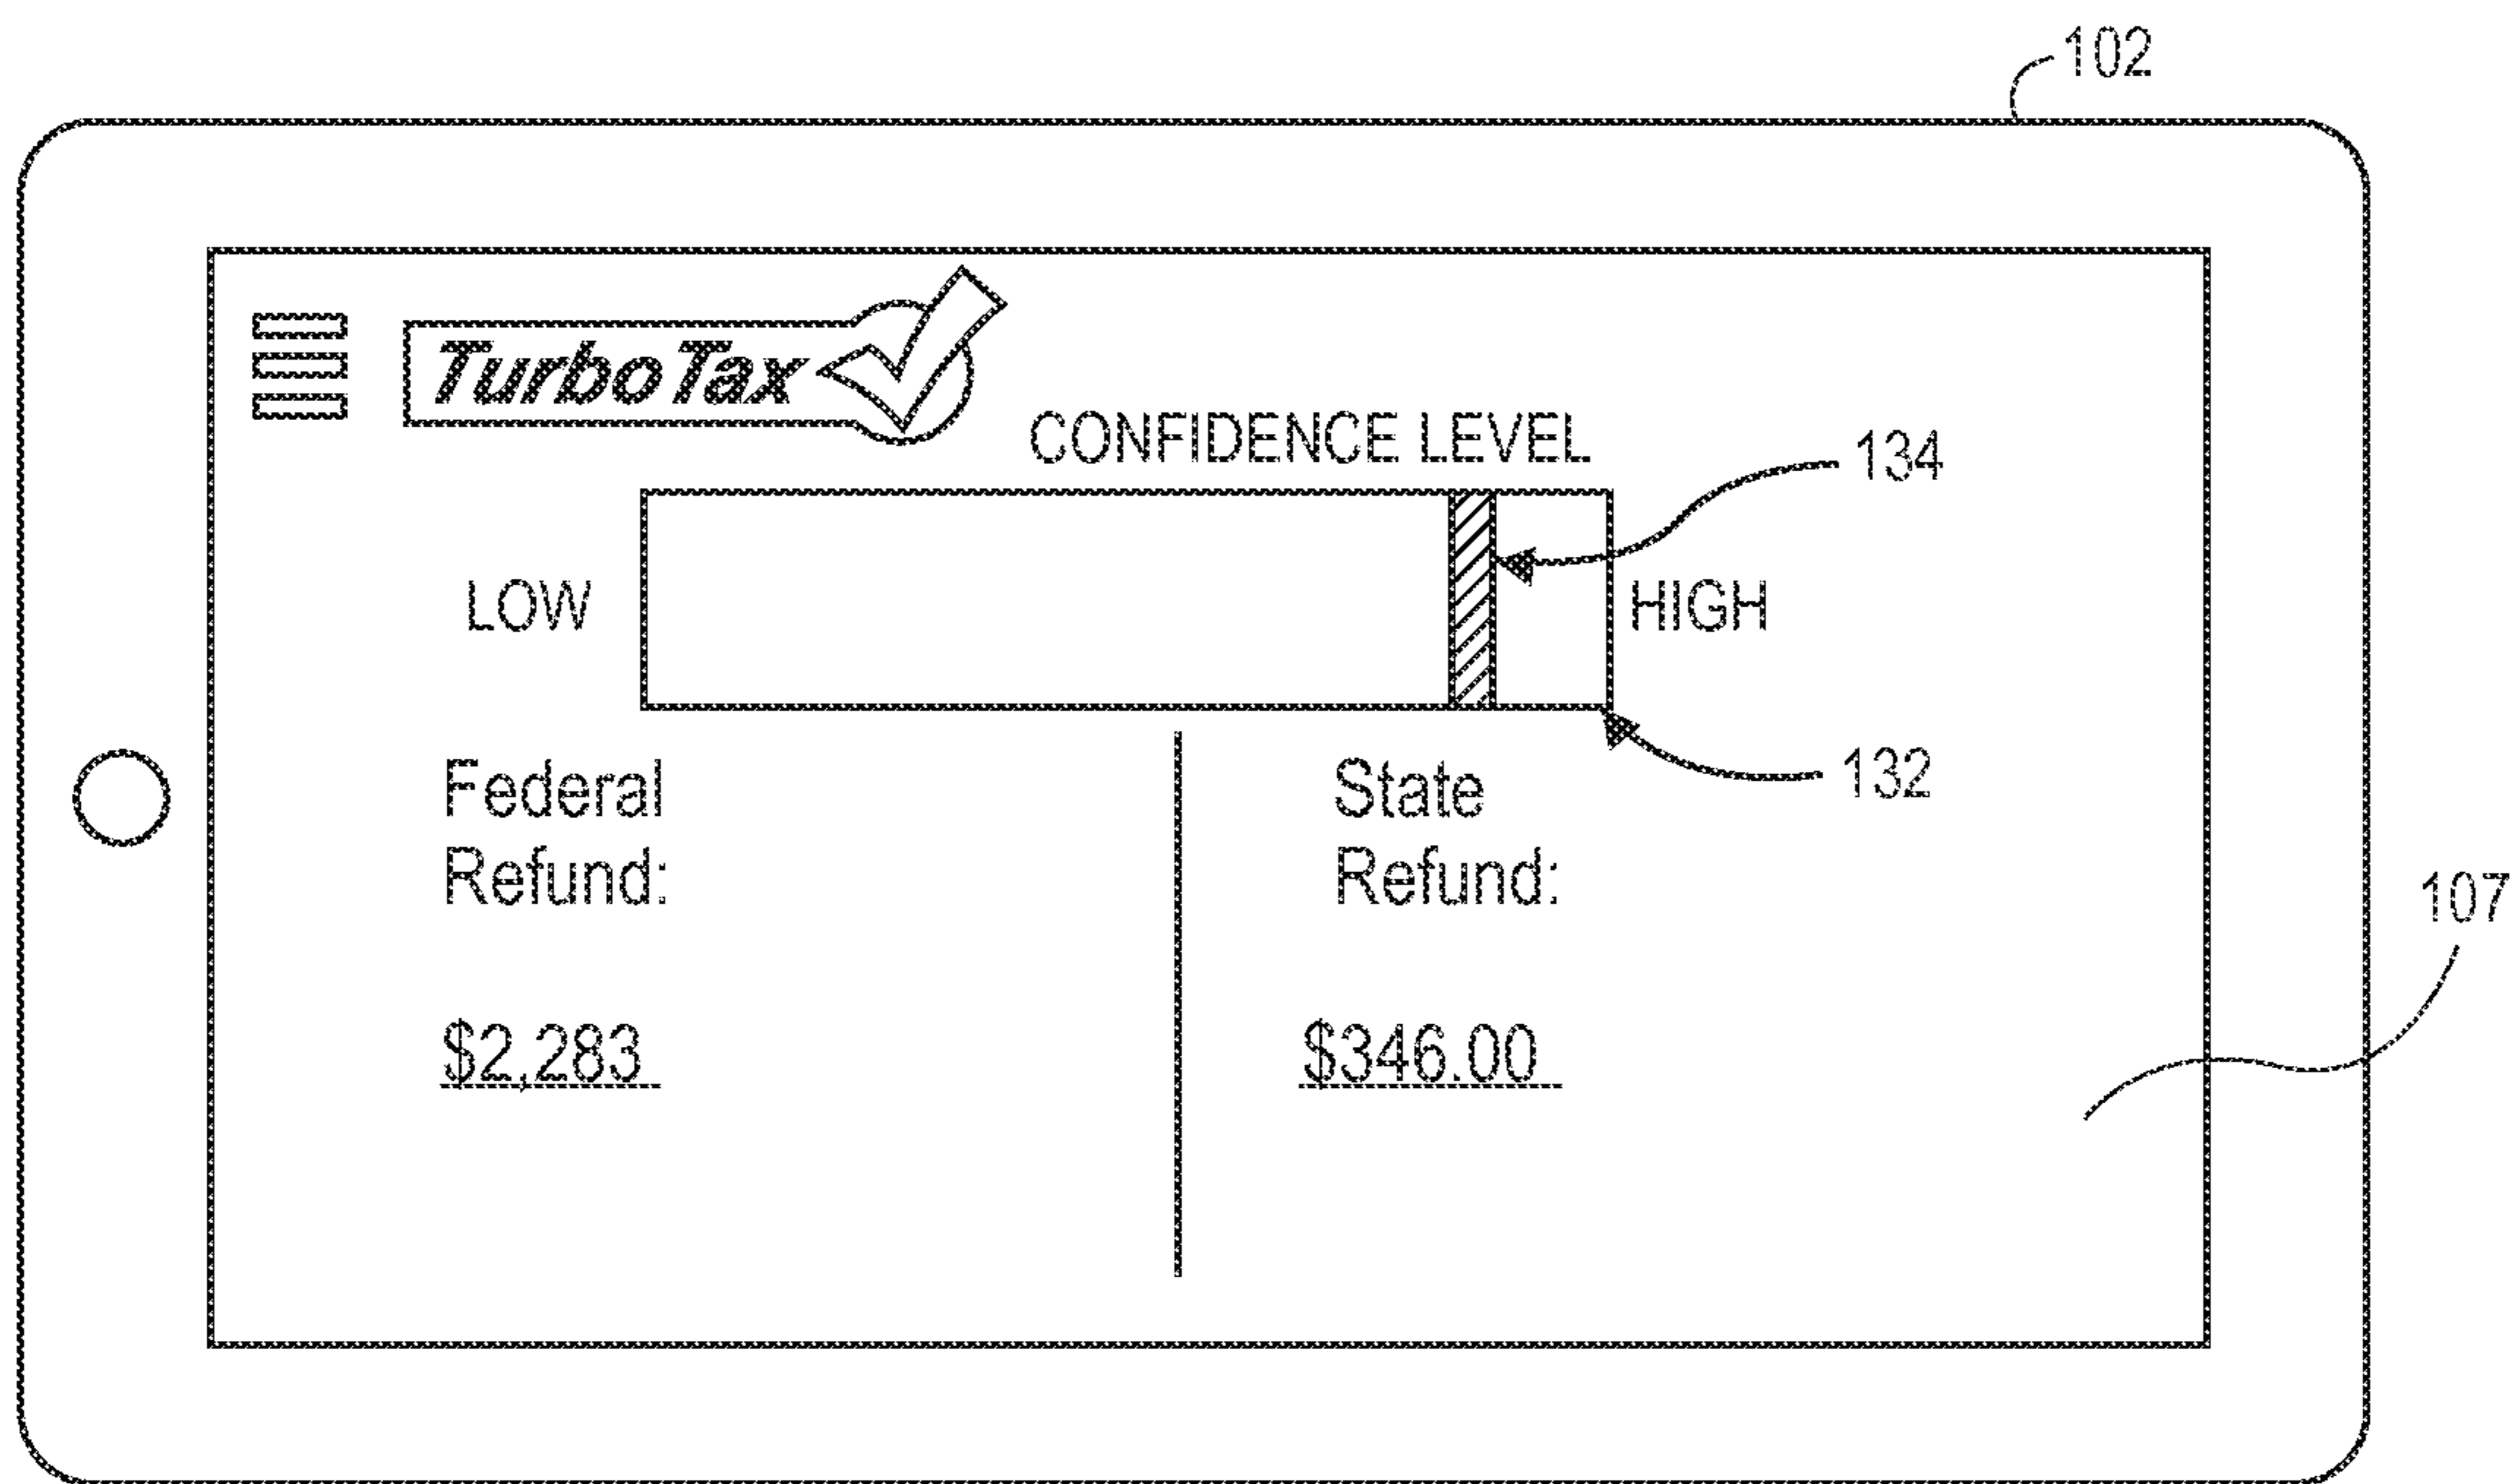 102
TurboTax
CONFIDENCE LEVEL
134
LOW
HIGH
132
Federal
Refund:
State
Refund:
107
$2,283
$346.00